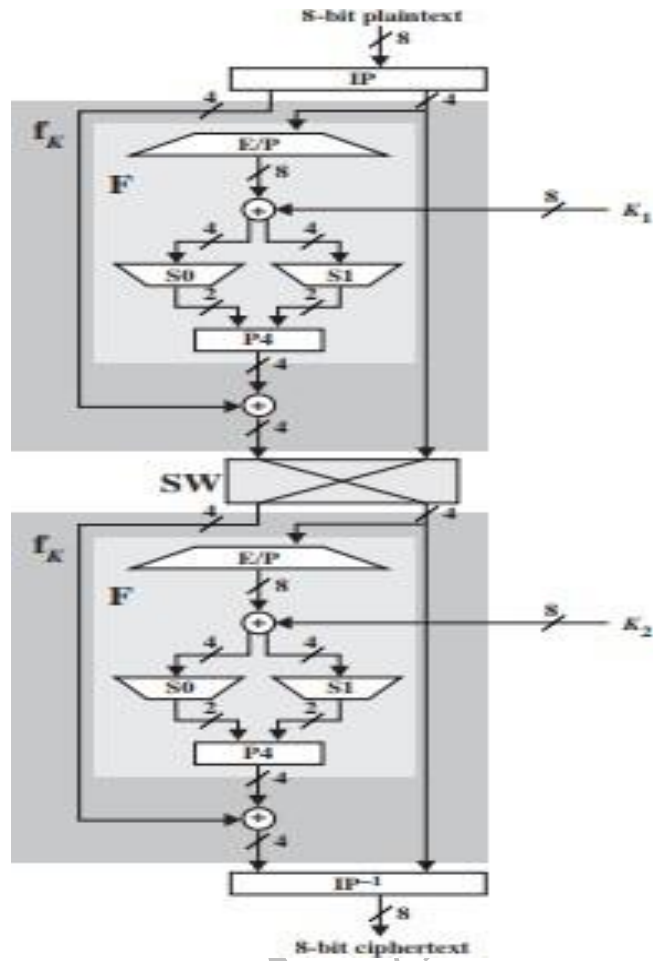 8-bit plaintext
8
IP
4 4
fK
E/P
F
8
8
+
K1
4 4
S0 S1
2 2
P4
4
+
4
SW
4 4
fK
E/P
F
8
8
+
K2
4 4
S0 S1
2 2
P4
4
+
4
IP−1
8
8-bit ciphertext